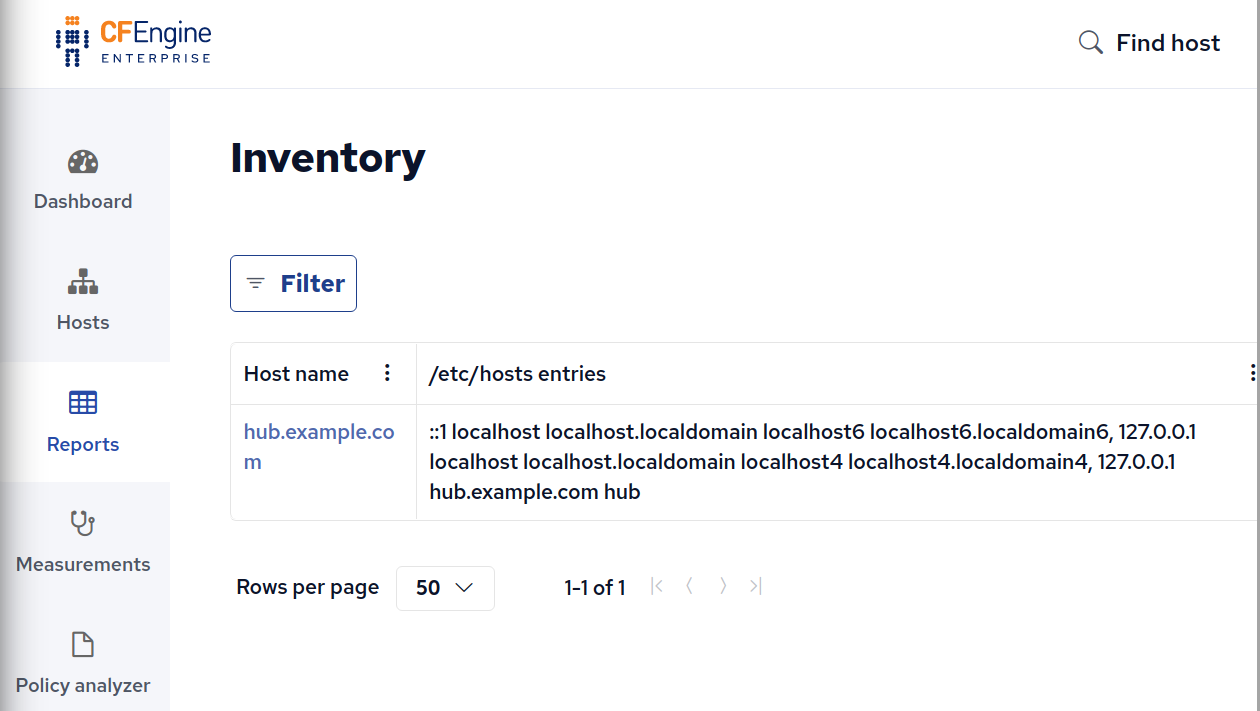 CFEngine
ENTERPRISE
Find host
Dashboard
Hosts
Reports
Measurements
Policy analyzer
Inventory
Filter
Host name
/etc/hosts entries
hub.example.co
m
::1 localhost localhost.localdomain localhost6 localhost6.localdomain6, 127.0.0.1
localhost localhost.localdomain localhost4 localhost4.localdomain4, 127.0.0.1
hub.example.com hub
Rows per page 50 1-1 of 1